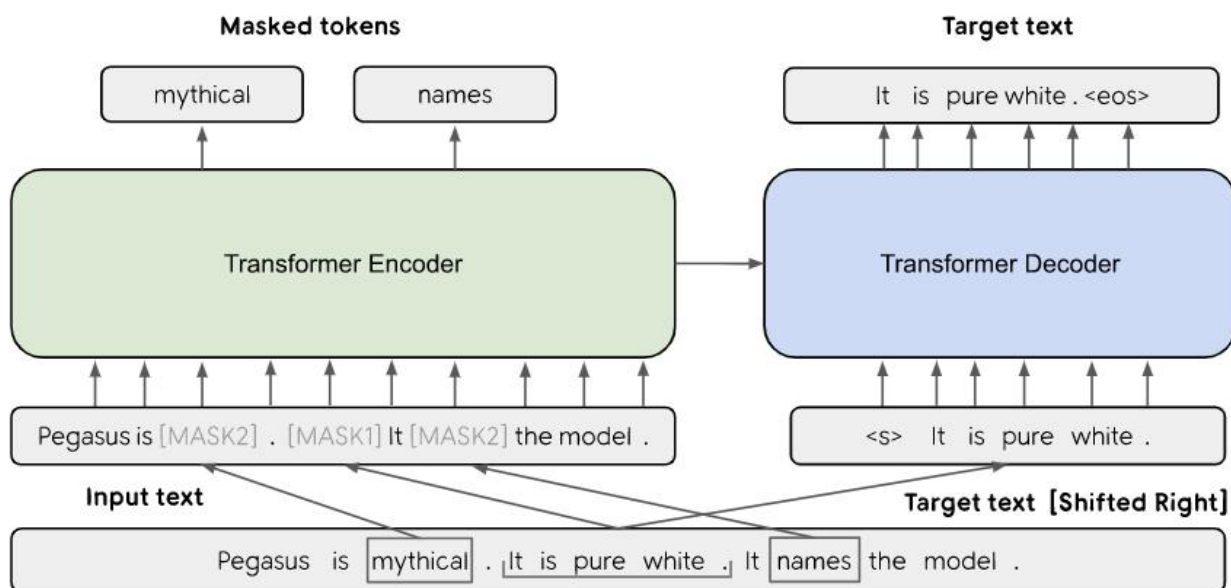 Masked tokens
Target text
mythical
names
It is pure white . <eos>
Transformer Encoder
Transformer Decoder
Pegasus is [MASK2] . [MASK1] It [MASK2] the model .
<s> It is pure white .
Input text
Target text [Shifted Right]
Pegasus is mythical . It is pure white . It names the model .